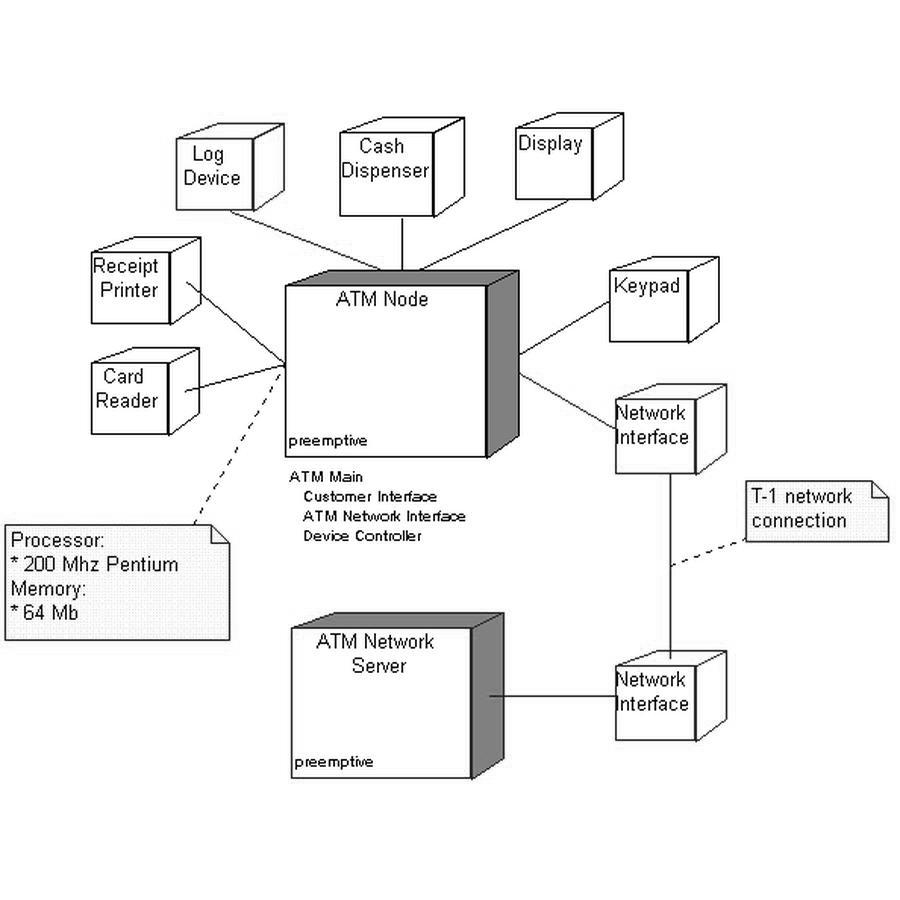 Log
Device
Cash
Dispenser
Display
Receipt
Printer
ATM Node
Keypad
Card
Reader
Network
Interface
preemptive
ATM Main
Customer Interface
ATM Network Interface
Device Controller
T-1 network
connection
Processor:
* 200 Mhz Pentium
Memory:
* 64 Mb
ATM Network
Server
Network
Interface
preemptive